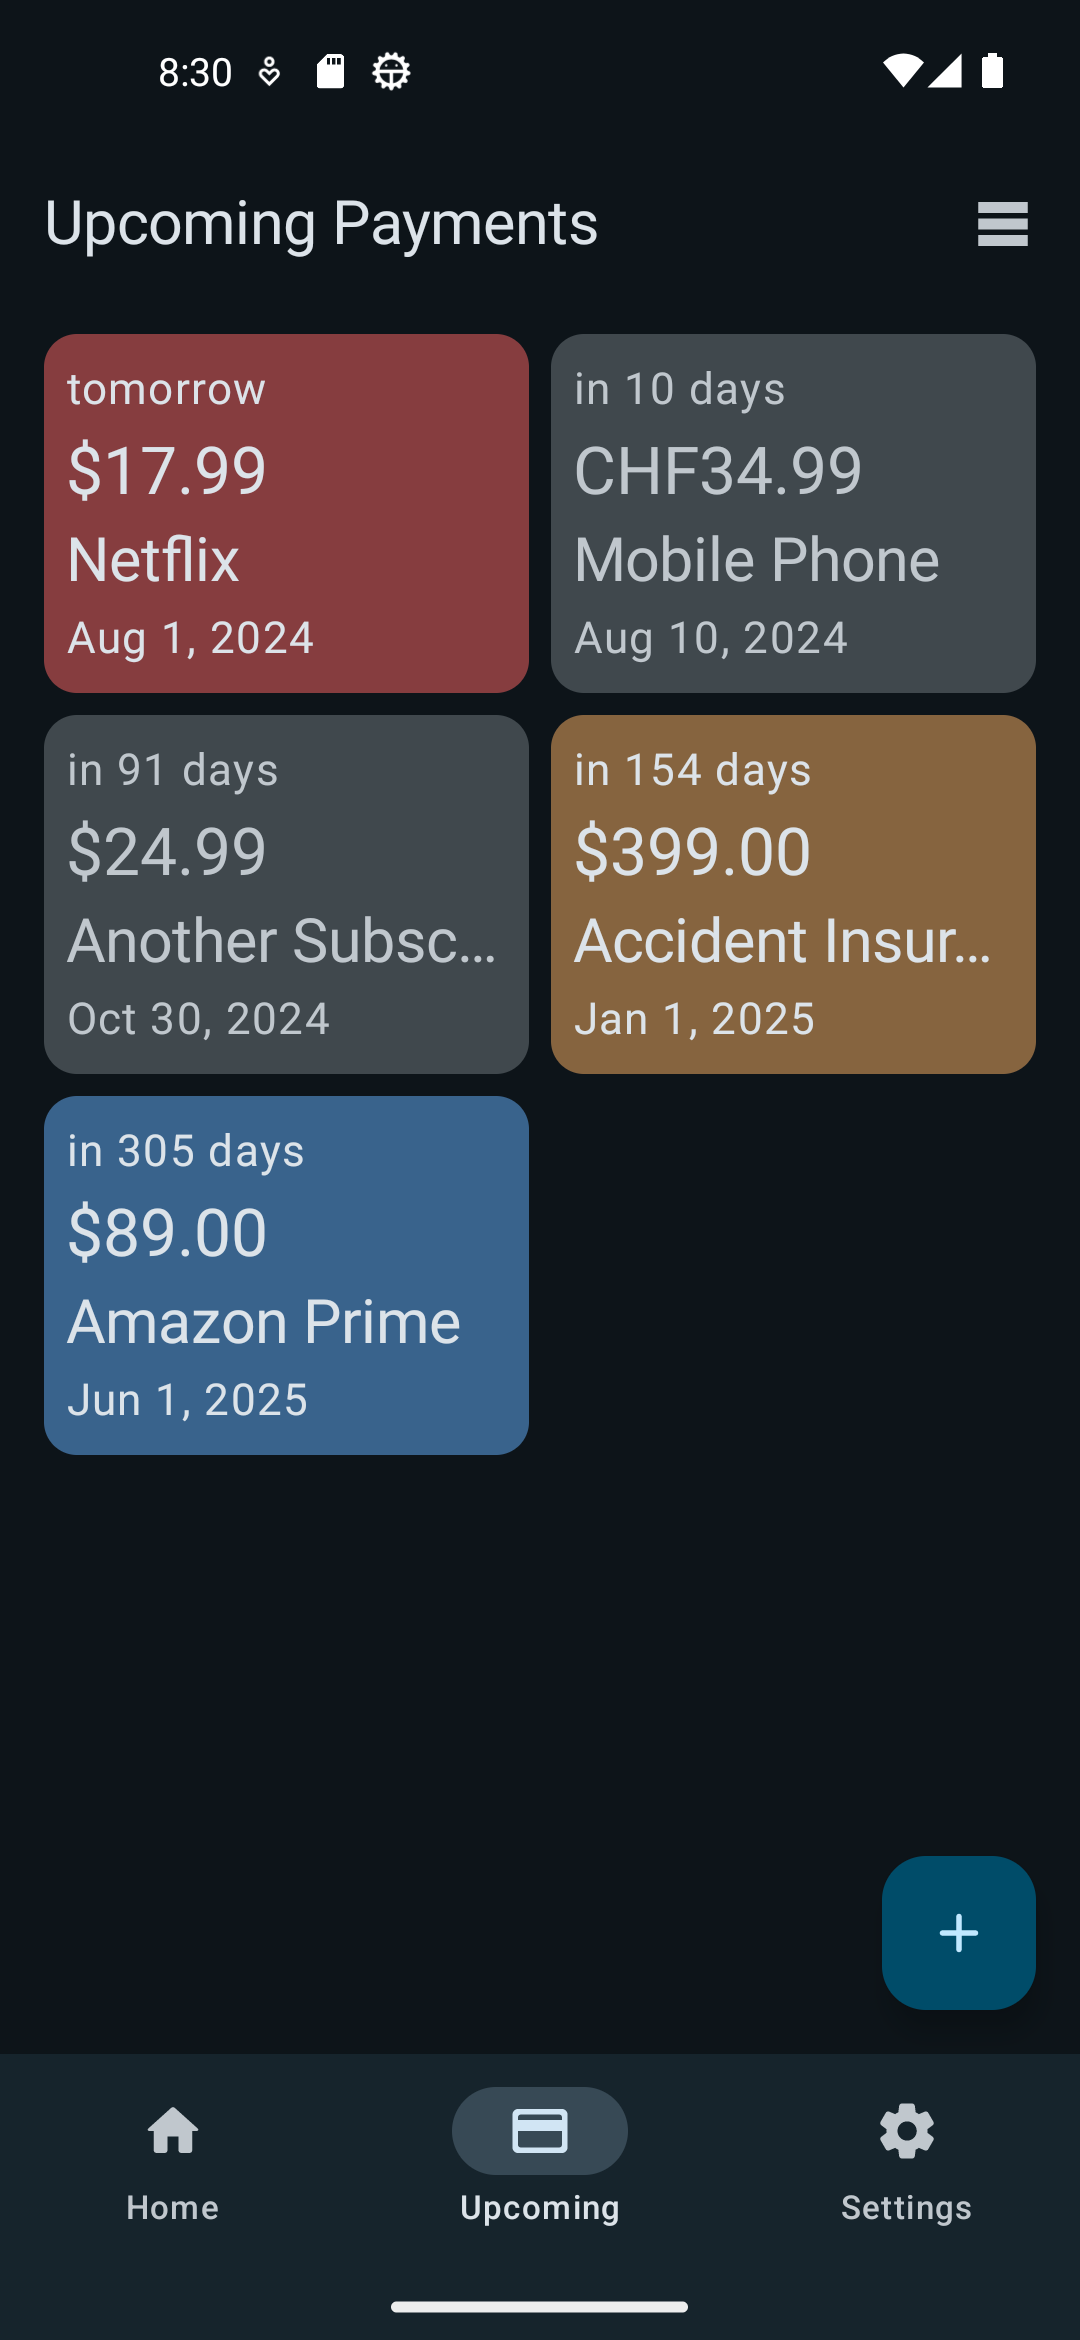 8:30
Upcoming Payments
tomorrow
$17.99
Netflix
Aug 1, 2024
in 10 days
CHF34.99
Mobile Phone
Aug 10, 2024
in 91 days
$24.99
Another Subsc...
Oct 30, 2024
in 154 days
$399.00
Accident Insur...
Jan 1, 2025
in 305 days
$89.00
Amazon Prime
Jun 1, 2025
Home
Upcoming
Settings